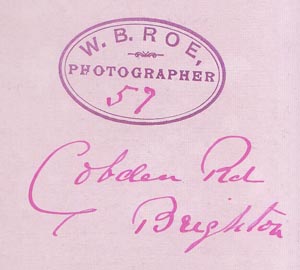 W. B. ROE,
PHOTOGRAPHER
57
Cobden Rd
Brighton